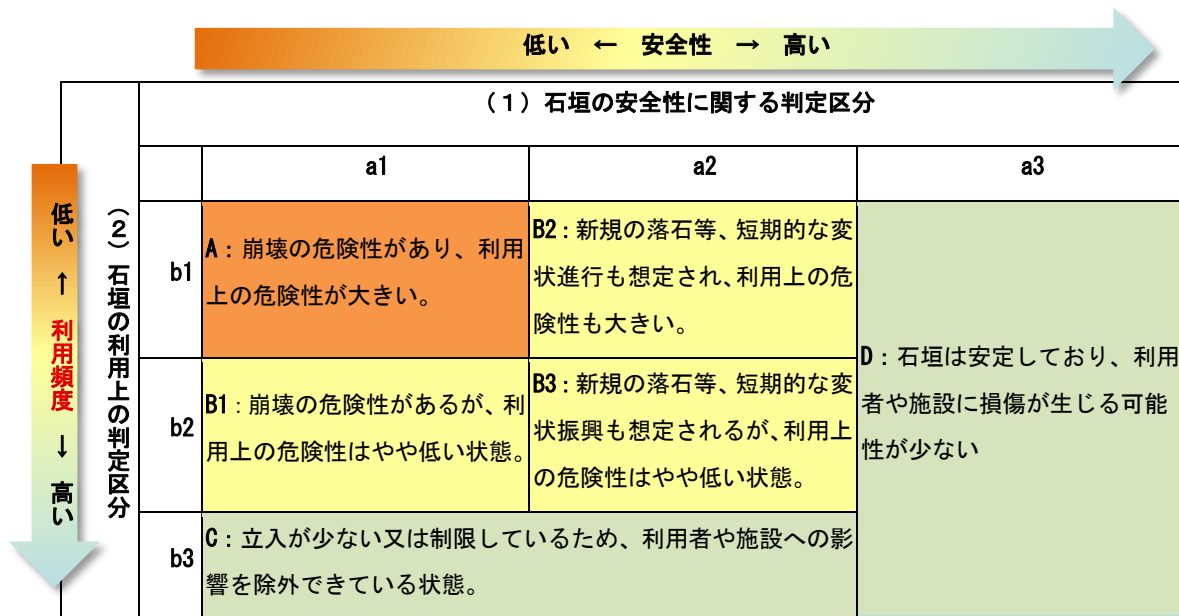 低い ← 安全性 → 高い
(1)石垣の安全性に関する判定区分
a1
a2
a3
低い ↑ 利用頻度 ↓ 高い
(2)石垣の利用上の判定区分
b1
A:崩壊の危険性があり、利用
上の危険性が大きい。
B2:新規の落石等、短期的な変
状進行も想定され、利用上の危
険性も大きい。
D:石垣は安定しており、利用
者や施設に損傷が生じる可能
性が少ない
b2
B1:崩壊の危険性があるが、利
用上の危険性はやや低い状態。
B3:新規の落石等、短期的な変
状振興も想定されるが、利用上
の危険性はやや低い状態。
b3
C:立入が少ない又は制限しているため、利用者や施設への影
響を除外できている状態。